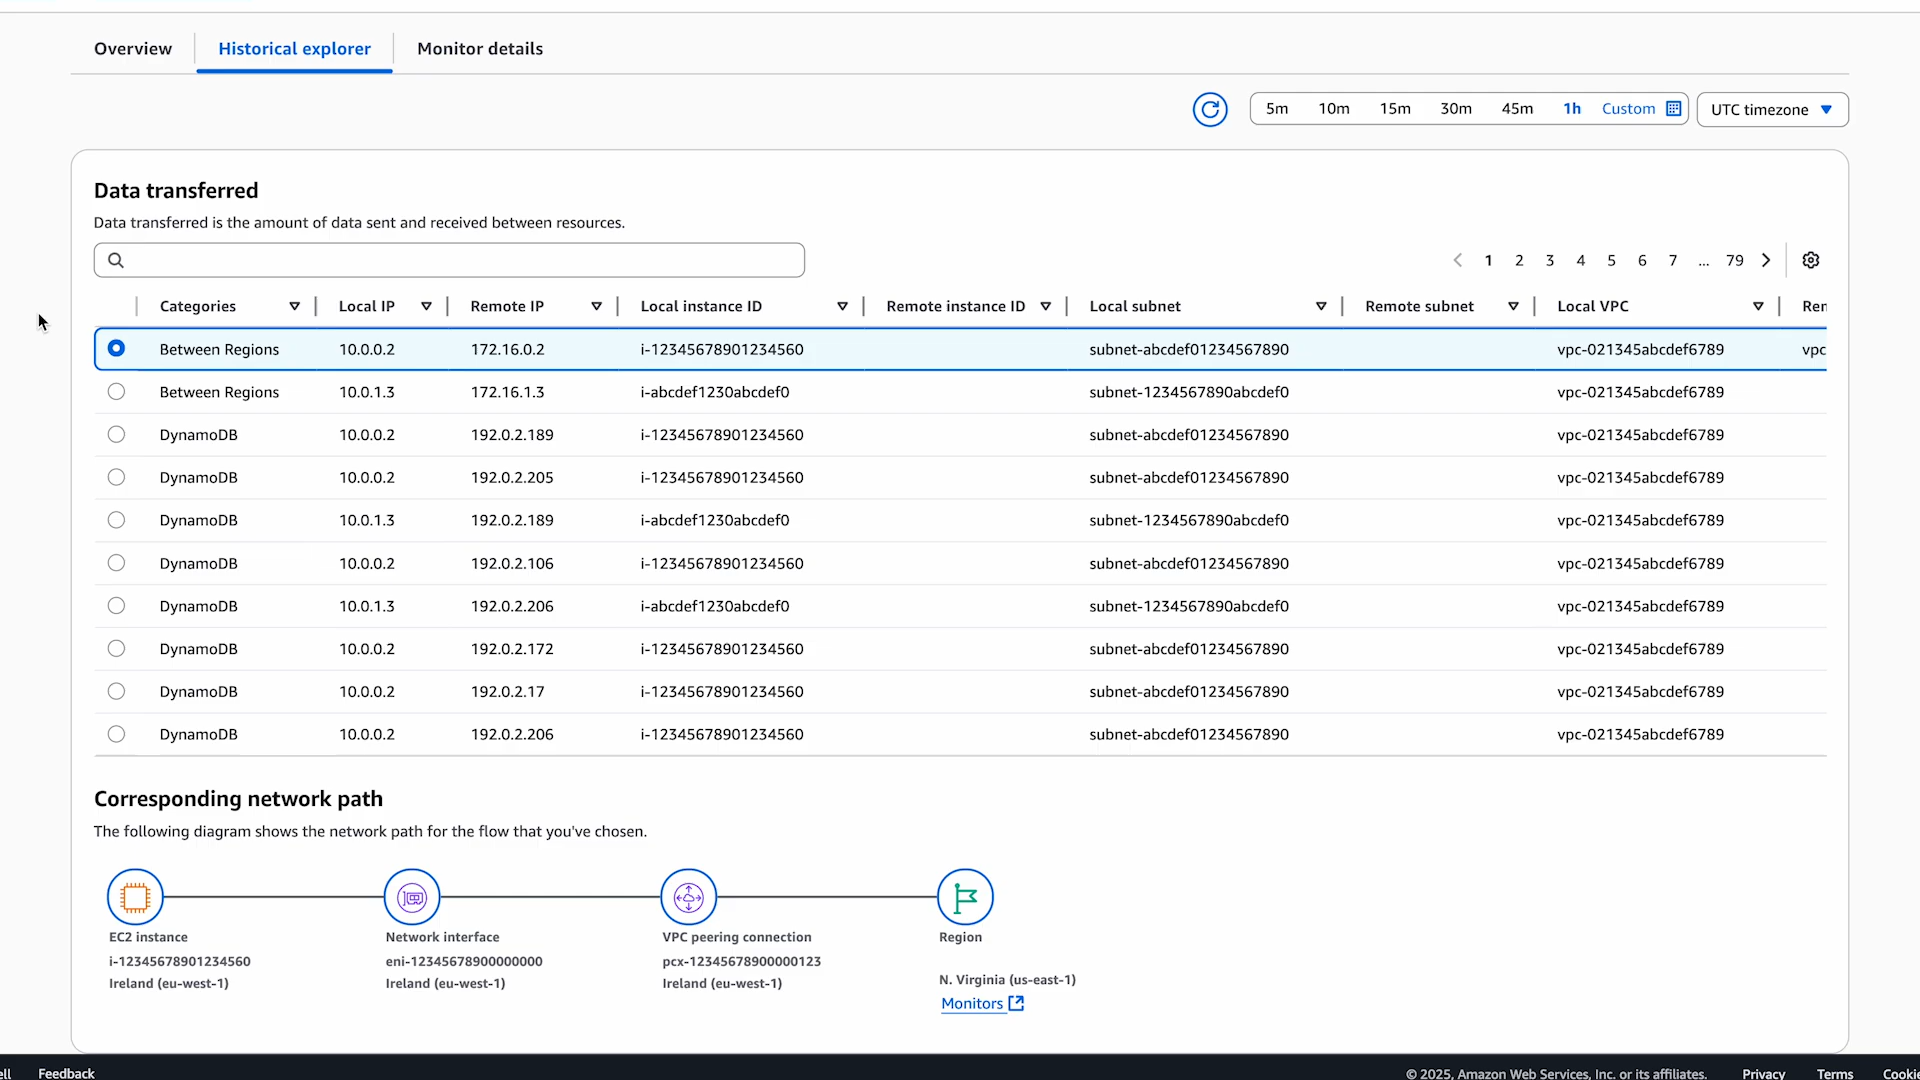 Overview Historical explorer Monitor details
5m 10m 15m 30m 45m 1h Custom UTC timezone
Data transferred
Data transferred is the amount of data sent and received between resources.
1 2 3 4 5 6 7 ... 79
Categories Local IP Remote IP Local instance ID Remote instance ID Local subnet Remote subnet Local VPC Rem
Between Regions 10.0.0.2 172.16.0.2 i-12345678901234560 subnet-abcdef01234567890 vpc-021345abcdef6789 vpc
Between Regions 10.0.1.3 172.16.1.3 i-abcdef1230abcdef0 subnet-1234567890abcdef0 vpc-021345abcdef6789
DynamoDB 10.0.0.2 192.0.2.189 i-12345678901234560 subnet-abcdef01234567890 vpc-021345abcdef6789
DynamoDB 10.0.0.2 192.0.2.205 i-12345678901234560 subnet-abcdef01234567890 vpc-021345abcdef6789
DynamoDB 10.0.1.3 192.0.2.189 i-abcdef1230abcdef0 subnet-1234567890abcdef0 vpc-021345abcdef6789
DynamoDB 10.0.0.2 192.0.2.106 i-12345678901234560 subnet-abcdef01234567890 vpc-021345abcdef6789
DynamoDB 10.0.1.3 192.0.2.206 i-abcdef1230abcdef0 subnet-1234567890abcdef0 vpc-021345abcdef6789
DynamoDB 10.0.0.2 192.0.2.172 i-12345678901234560 subnet-abcdef01234567890 vpc-021345abcdef6789
DynamoDB 10.0.0.2 192.0.2.17 i-12345678901234560 subnet-abcdef01234567890 vpc-021345abcdef6789
DynamoDB 10.0.0.2 192.0.2.206 i-12345678901234560 subnet-abcdef01234567890 vpc-021345abcdef6789
Corresponding network path
The following diagram shows the network path for the flow that you've chosen.
EC2 instance Network interface VPC peering connection Region
i-12345678901234560 eni-12345678900000000 pcx-12345678900000123
Ireland (eu-west-1) Ireland (eu-west-1) Ireland (eu-west-1) N. Virginia (us-east-1)
Monitors
ell Feedback © 2025, Amazon Web Services, Inc. or its affiliates. Privacy Terms Cookie